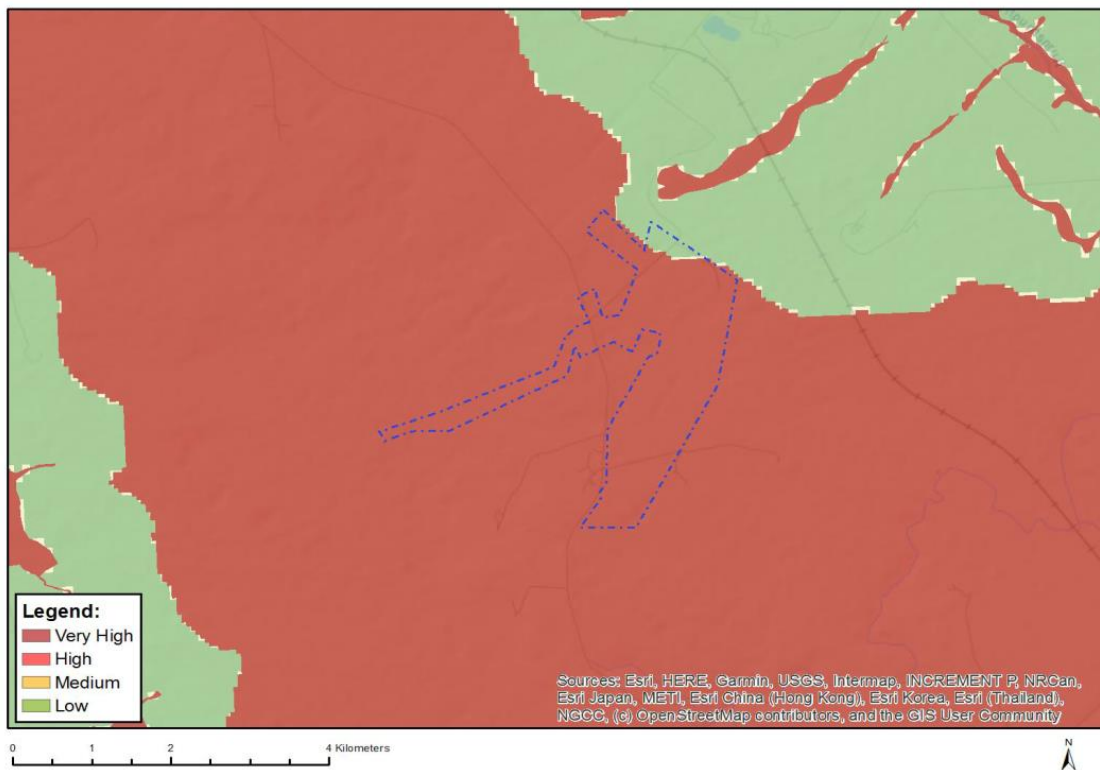 Legend:
Very High
High
Medium
Low
Sources: Esri, HERE, Garmin, USGS, Intermap, INCREMENT P, NRCan,
Esri Japan, METI, Esri China (Hong Kong), Esri Korea, Esri (Thailand),
NGCC, (c) OpenStreetMap contributors, and the GIS User Community
0 1 2 4 Kilometers
N